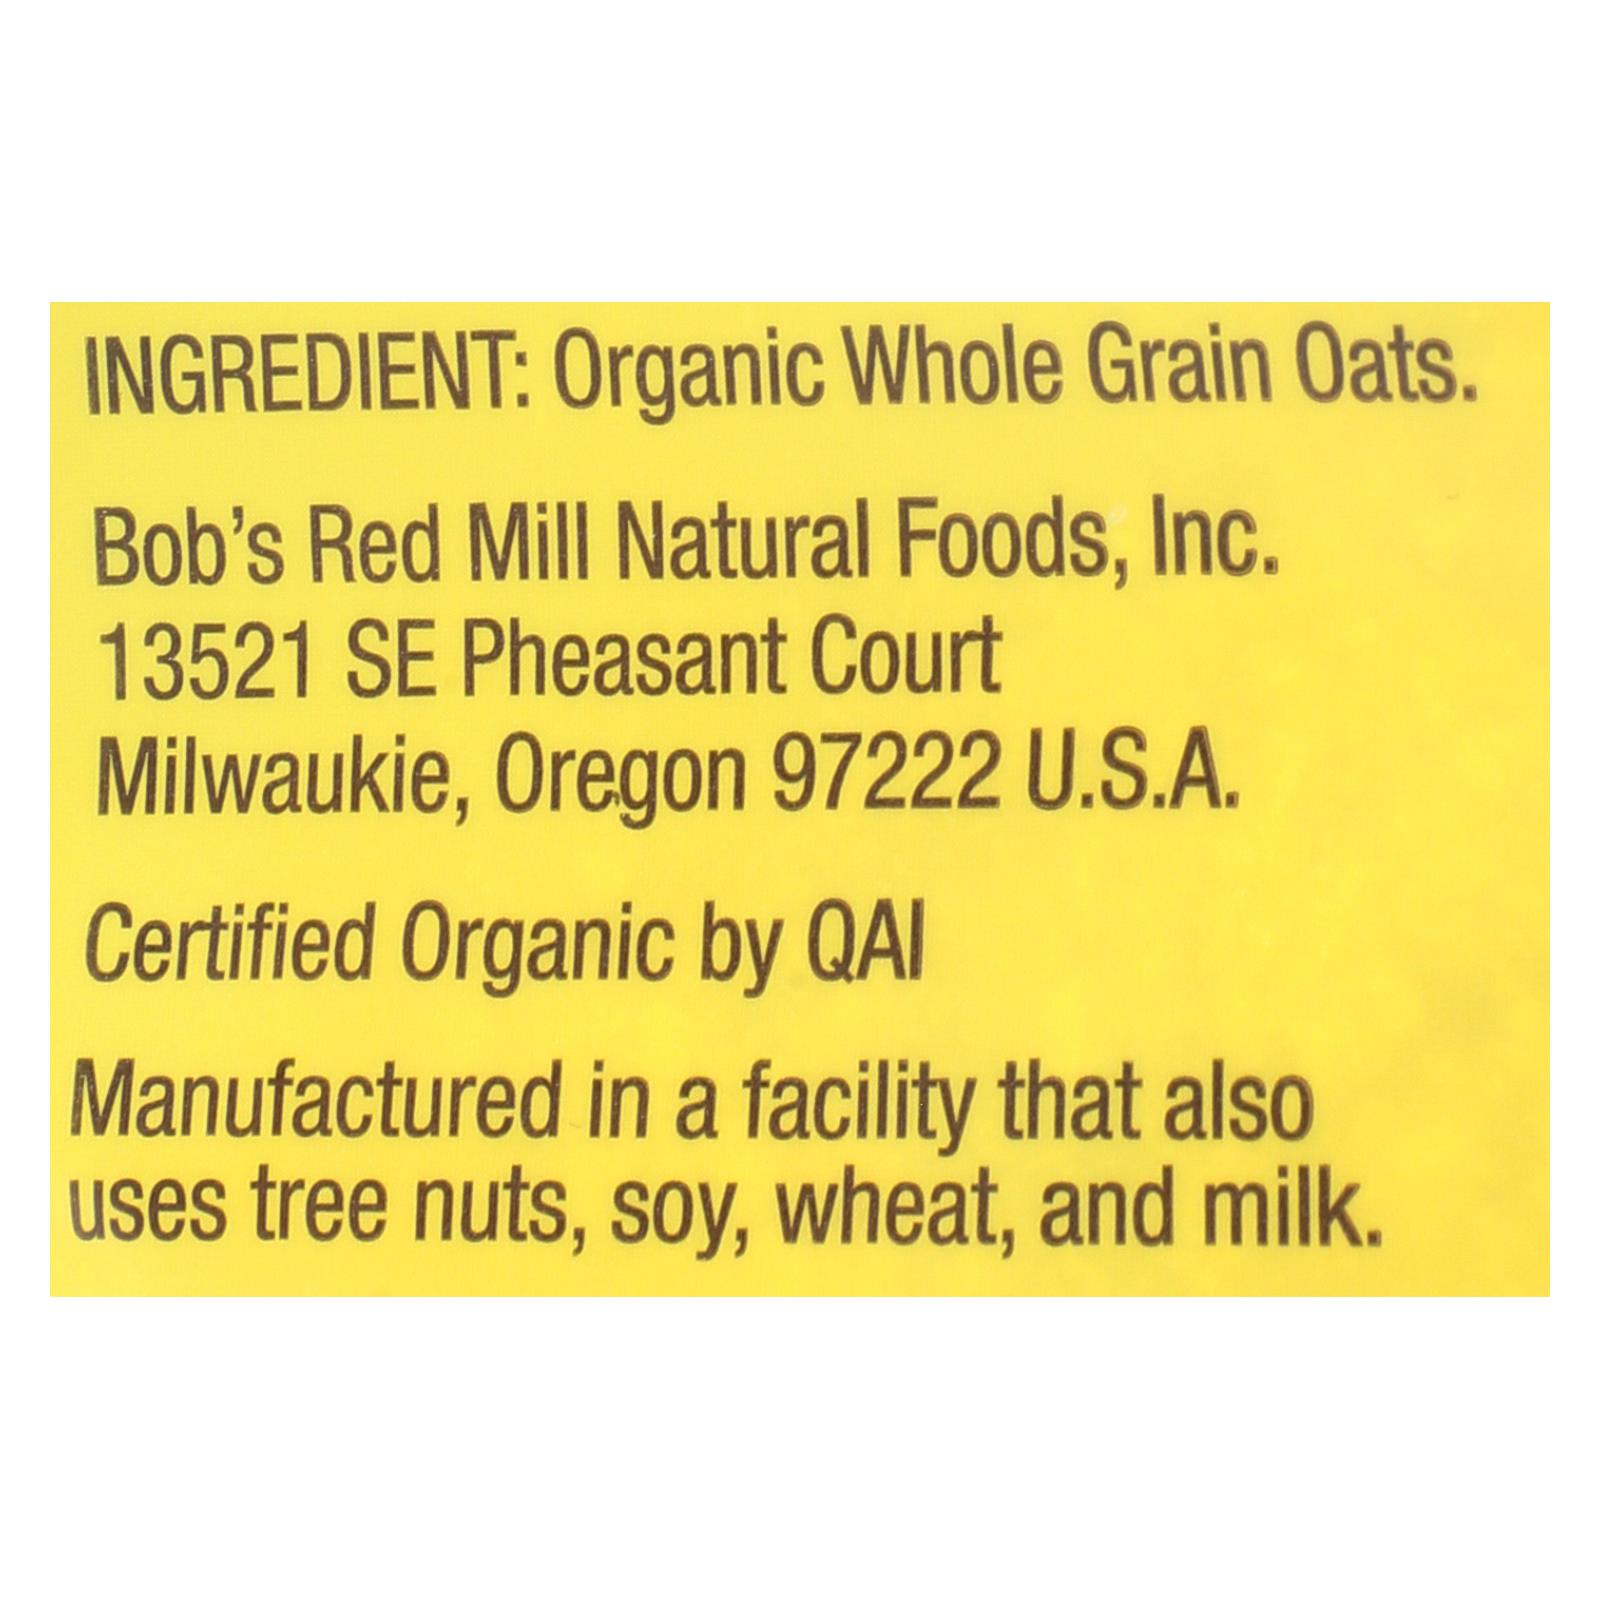 INGREDIENT: Organic Whole Grain Oats.
Bob’s Red Mill Natural Foods, Inc.
13521 SE Pheasant Court
Milwaukie, Oregon 97222 U.S.A.
Certified Organic by QAI
Manufactured in a facility that also
uses tree nuts, soy, wheat, and milk.